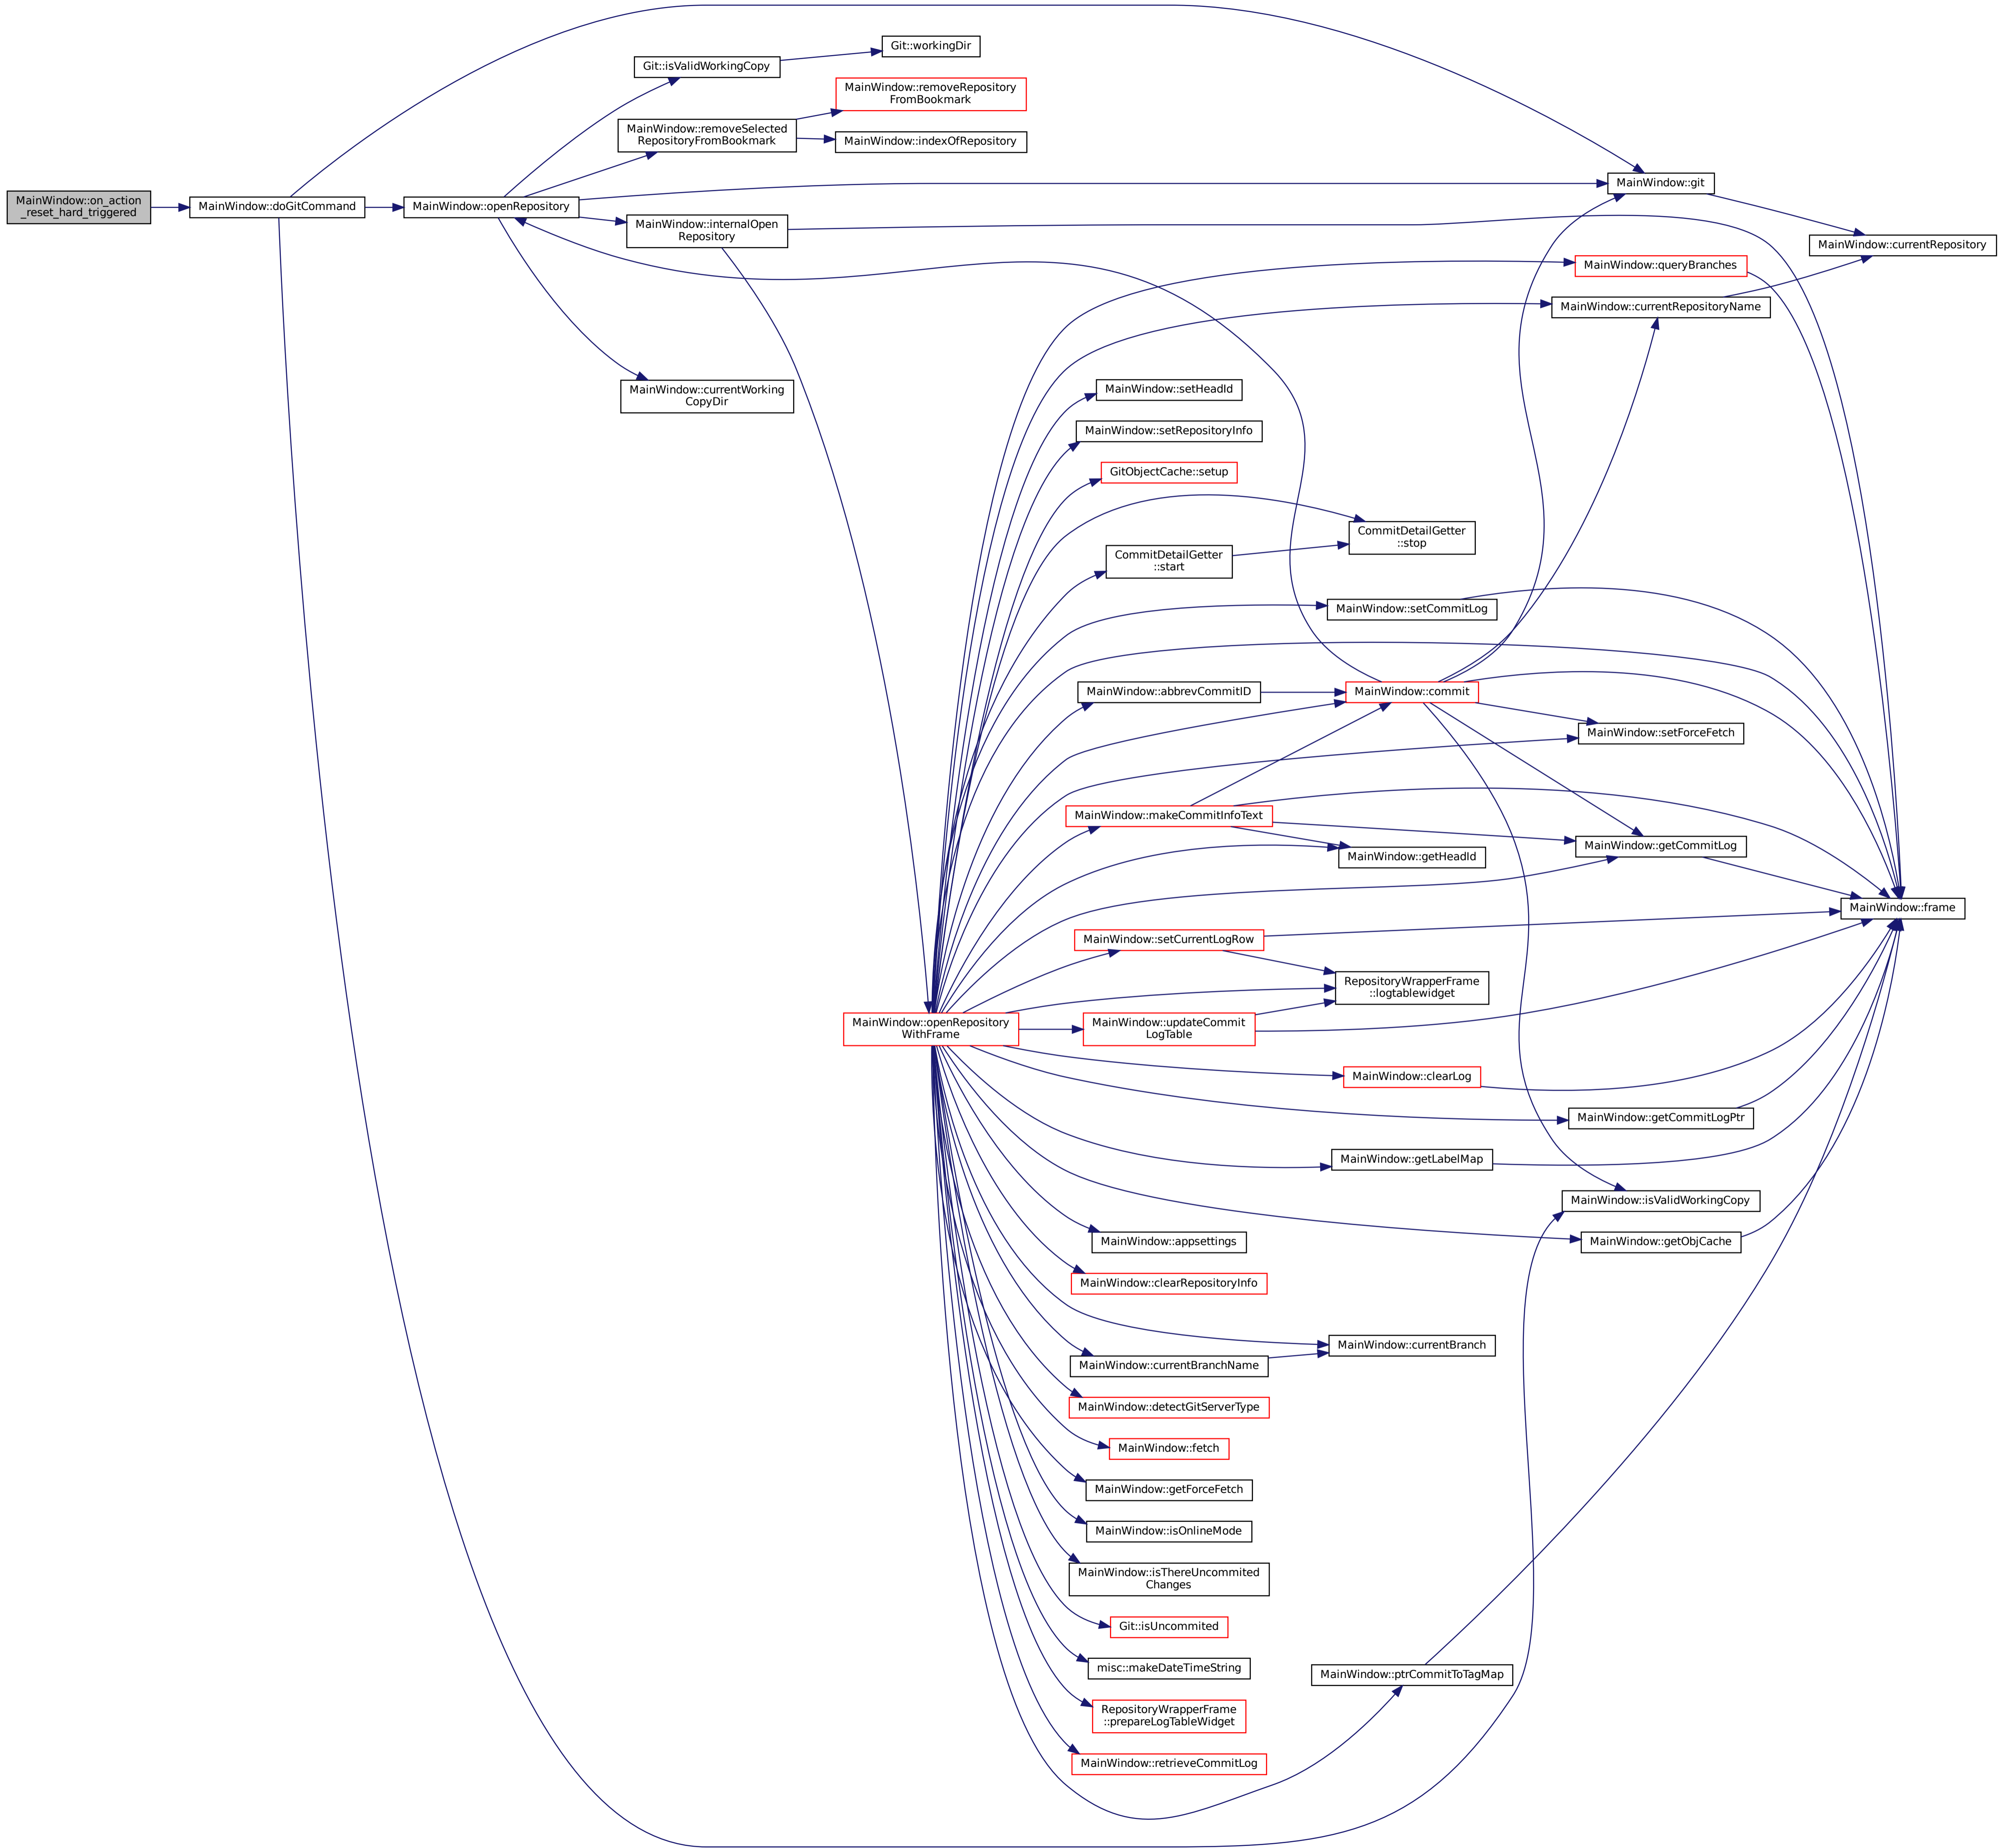 MainWindow::on_action
_reset_hard_triggered
MainWindow::doGitCommand
MainWindow::openRepository
Git::isValidWorkingCopy
Git::workingDir
MainWindow::removeSelected
RepositoryFromBookmark
MainWindow::removeRepository
FromBookmark
MainWindow::indexOfRepository
MainWindow::internalOpen
Repository
MainWindow::currentWorking
CopyDir
MainWindow::git
MainWindow::currentRepository
MainWindow::queryBranches
MainWindow::currentRepositoryName
MainWindow::setHeadId
MainWindow::setRepositoryInfo
GitObjectCache::setup
CommitDetailGetter
::stop
CommitDetailGetter
::start
MainWindow::setCommitLog
MainWindow::abbrevCommitID
MainWindow::commit
MainWindow::setForceFetch
MainWindow::makeCommitInfoText
MainWindow::getCommitLog
MainWindow::getHeadId
MainWindow::frame
MainWindow::setCurrentLogRow
RepositoryWrapperFrame
::logtablewidget
MainWindow::openRepository
WithFrame
MainWindow::updateCommit
LogTable
MainWindow::clearLog
MainWindow::getCommitLogPtr
MainWindow::getLabelMap
MainWindow::isValidWorkingCopy
MainWindow::getObjCache
MainWindow::appsettings
MainWindow::clearRepositoryInfo
MainWindow::currentBranch
MainWindow::currentBranchName
MainWindow::detectGitServerType
MainWindow::fetch
MainWindow::getForceFetch
MainWindow::isOnlineMode
MainWindow::isThereUncommited
Changes
Git::isUncommited
misc::makeDateTimeString
MainWindow::ptrCommitToTagMap
RepositoryWrapperFrame
::prepareLogTableWidget
MainWindow::retrieveCommitLog